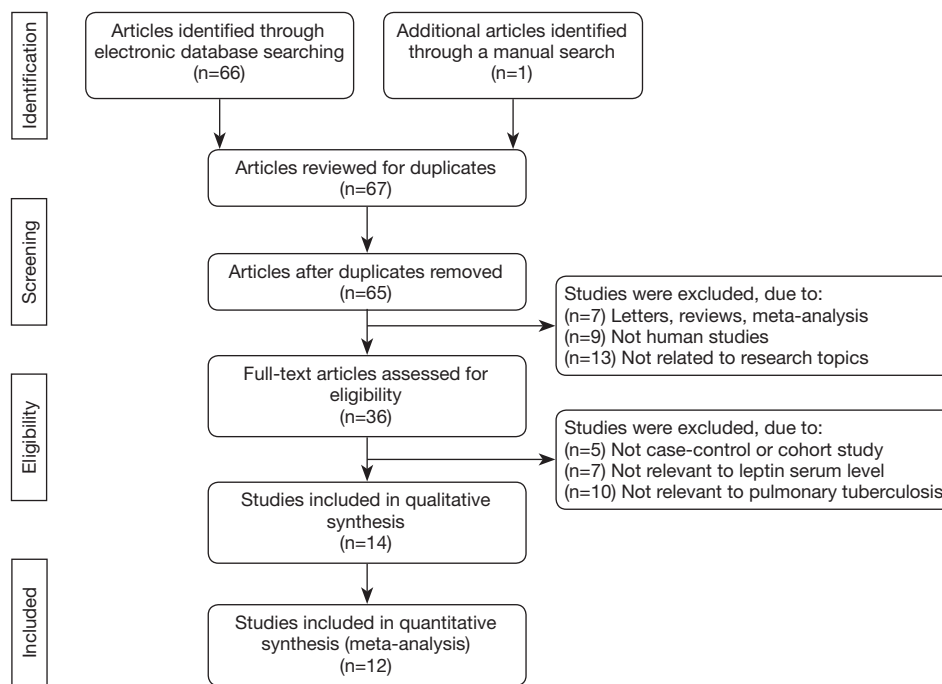 Identification
Articles identified through
electronic database searching
(n=66)
Additional articles identified
through a manual search
(n=1)
Articles reviewed for duplicates
(n=67)
Screening
Articles after duplicates removed
(n=65)
Studies were excluded, due to:
(n=7) Letters, reviews, meta-analysis
(n=9) Not human studies
(n=13) Not related to research topics
Eligibility
Full-text articles assessed for
eligibility
(n=36)
Studies were excluded, due to:
(n=5) Not case-control or cohort study
(n=7) Not relevant to leptin serum level
(n=10) Not relevant to pulmonary tuberculosis
Studies included in qualitative
synthesis
(n=14)
Included
Studies included in quantitative
synthesis (meta-analysis)
(n=12)